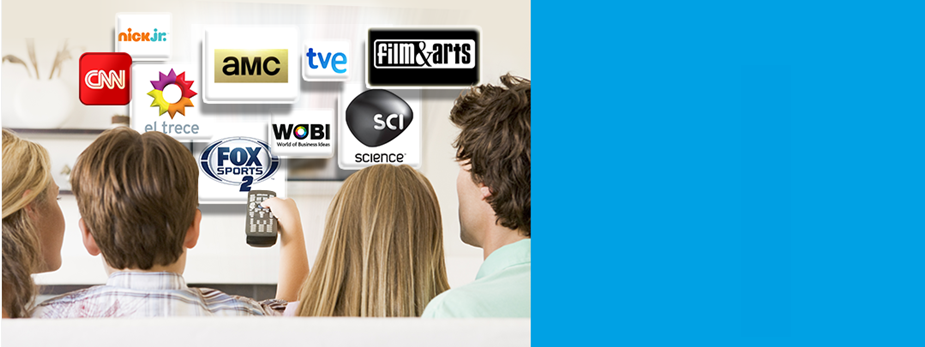 nick jr.
CNN
aMC
tve
film&arts
el trece
FOX
SPORTS
2
WOBI
World of Business Ideas
SCI
SCIENCE